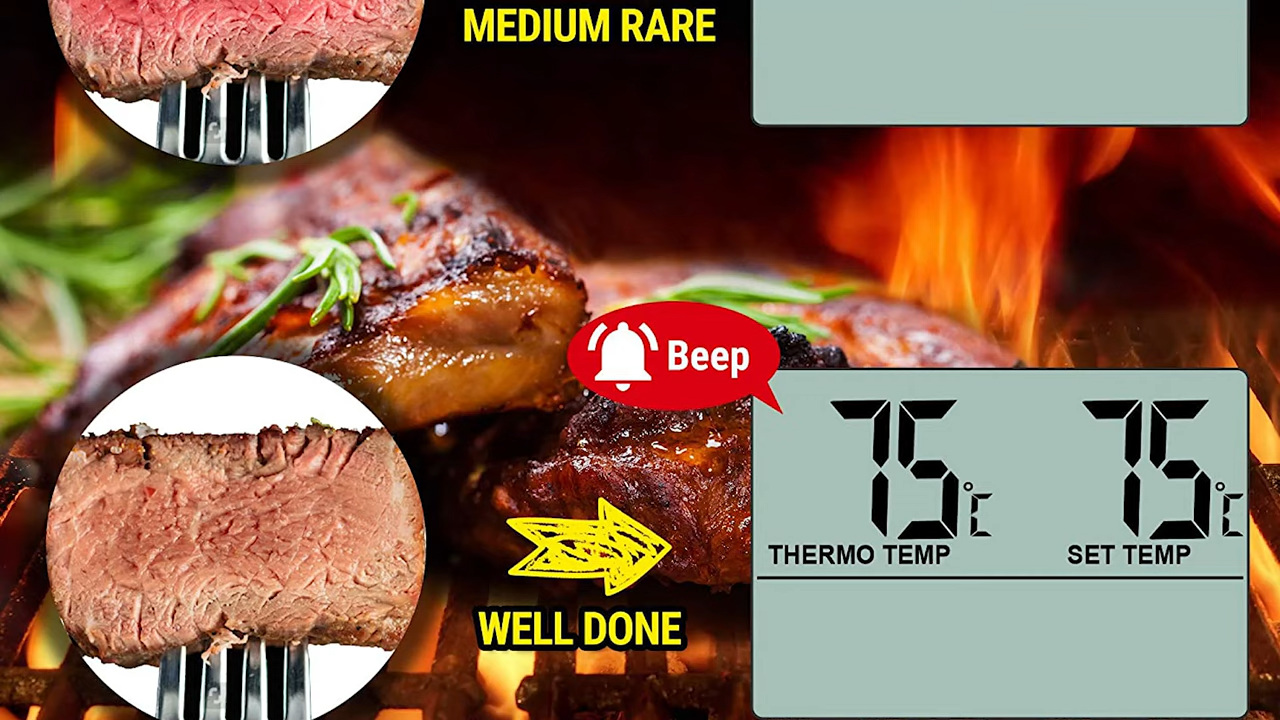 MEDIUM RARE
Beep
75°C 75°C
THERMO TEMP SET TEMP
WELL DONE